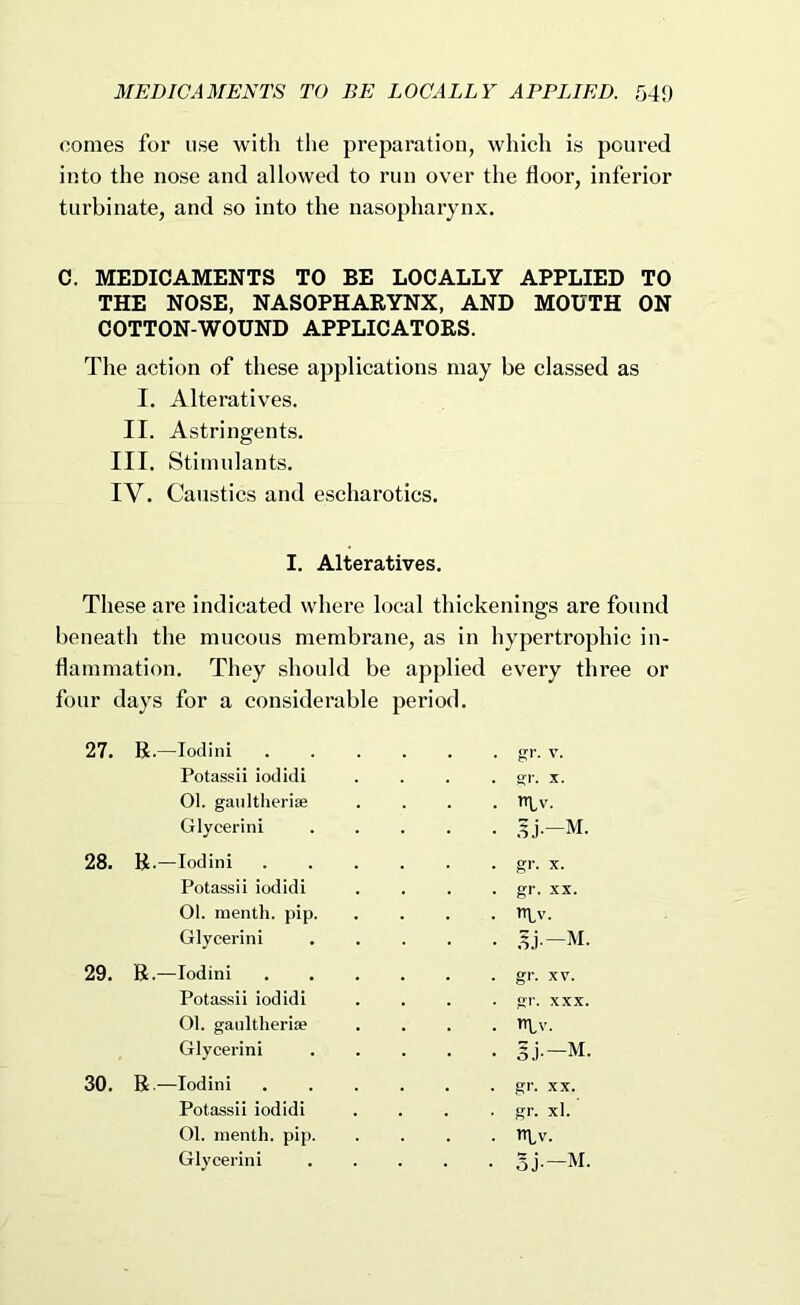 MEDICAMENTS TO BE LOCALLY APPLIED. 549
comes for use with the preparation, which is poured
into the nose and allowed to run over the floor, inferior
turbinate, and so into the nasopharynx.
C. MEDICAMENTS TO BE LOCALLY APPLIED TO
THE NOSE, NASOPHARYNX, AND MOUTH ON
COTTON-WOUND APPLICATORS.
The action of these applications may be classed as
I. Alteratives.
II. Astringents.
III. Stimulants.
IV. Caustics and escharotics.
I. Alteratives.
These are indicated where local thickenings are found
beneath the mucous membrane, as in hypertrophic in-
flammation. They should be applied every three or
four days for a considerable period.
27. ℞.—Iodini . . . . . . gr. v.
Potassii iodidi . . . . gr. x.
Ol. gaultheriæ . . . . ♏v.
Glycerini . . . . . ℥j.—M.
28. ℞.—Iodini . . . . . . gr. x.
Potassii iodidi . . . . gr. xx.
Ol. menth. pip. . . . . ♏v.
Glycerini . . . . . ℥j.—M.
29. ℞.—Iodini . . . . . . gr. xv.
Potassii iodidi . . . . gr. xxx.
Ol. gaultheriæ . . . . ♏v.
Glycerini . . . . . ℥j.—M.
30. ℞.—Iodini . . . . . . gr. xx.
Potassii iodidi . . . . gr. xl.
Ol. menth. pip. . . . . ♏v.
Glycerini . . . . . ℥j.—M.